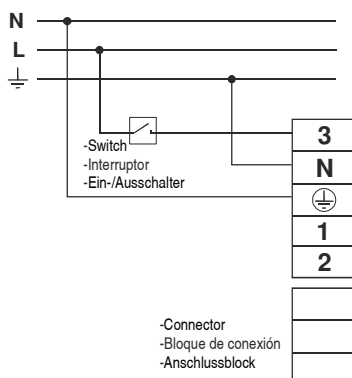 N
L
-Switch
-Interruptor
-Ein-/Ausschalter
3
N
1
2
-Connector
-Bloque de conexión
-Anschlussblock